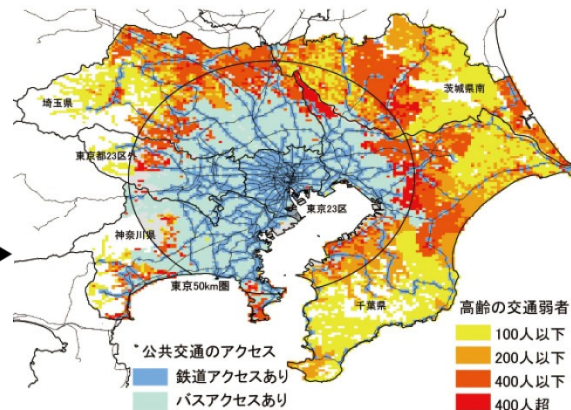 埼玉県
茨城県南
東京都23区外
東京23区
神奈川県
東京50km圏
千葉県
公共交通のアクセス
鉄道アクセスあり
バスアクセスあり
高齢の交通弱者
100人以下
200人以下
400人以下
400人超